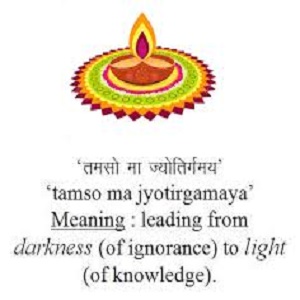 ‘तमसो मा ज्योतिर्गमय’
‘tamso ma jyotirgamaya’
Meaning : leading from
darkness (of ignorance) to light
(of knowledge).